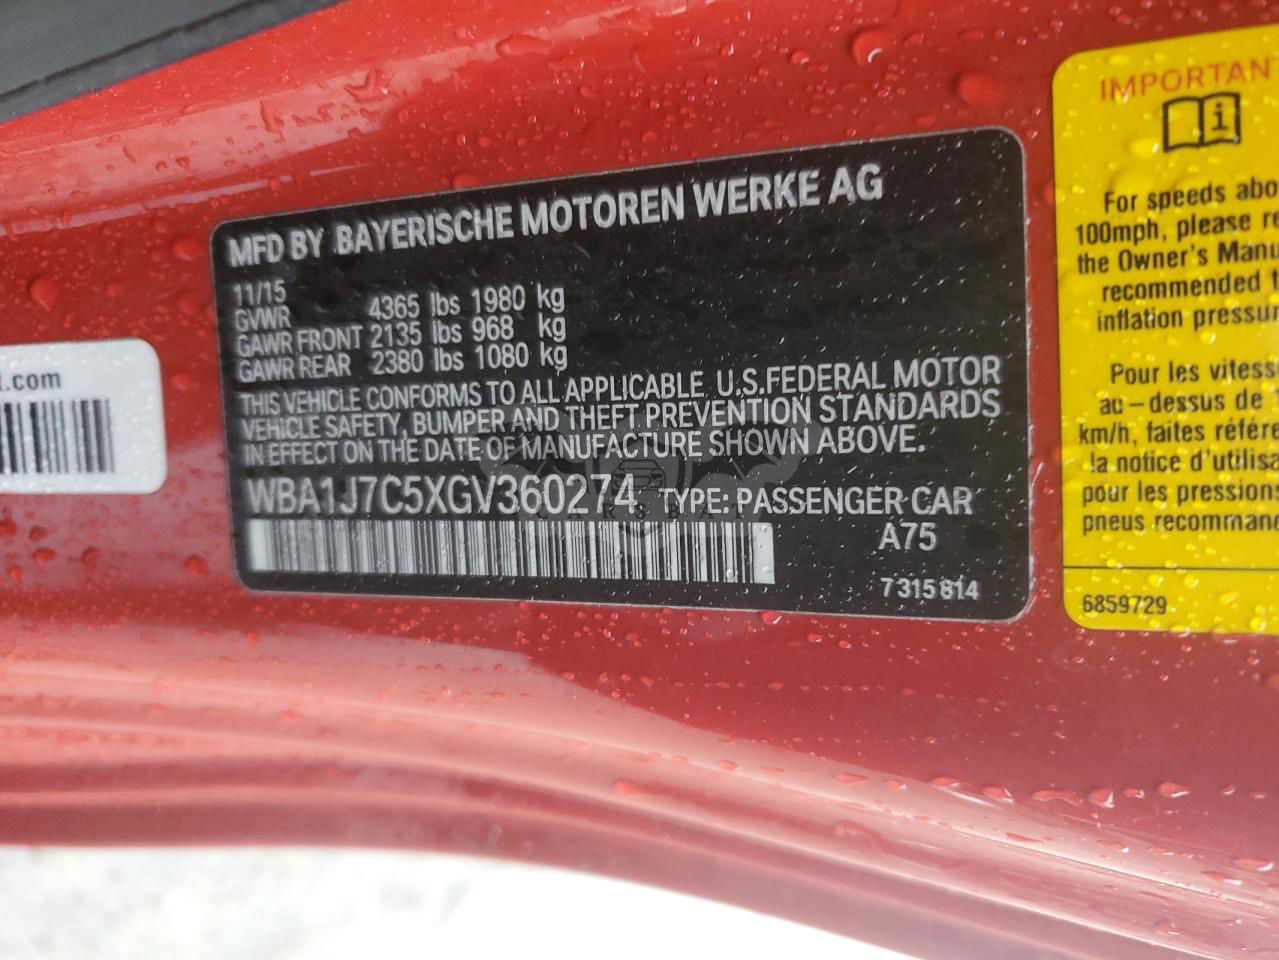 MFD BY BAYERISCHE MOTOREN WERKE AG
11/15
GVWR 4365 lbs 1980 kg
GAWR FRONT 2135 lbs 968 kg
GAWR REAR 2380 lbs 1080 kg
THIS VEHICLE CONFORMS TO ALL APPLICABLE U.S.FEDERAL MOTOR
VEHICLE SAFETY, BUMPER AND THEFT PREVENTION STANDARDS
IN EFFECT ON THE DATE OF MANUFACTURE SHOWN ABOVE.
WBA1J7C5XGV360274 TYPE: PASSENGER CAR
A75
7315814
.com
IMPORTAN
For speeds abo
100mph, please re
the Owner's Manu
recommended t
inflation pressur
Pour les vitess
au-dessus de
km/h, faites référe
la notice d'utilisa
pour les pression
pneus recommand
6859729